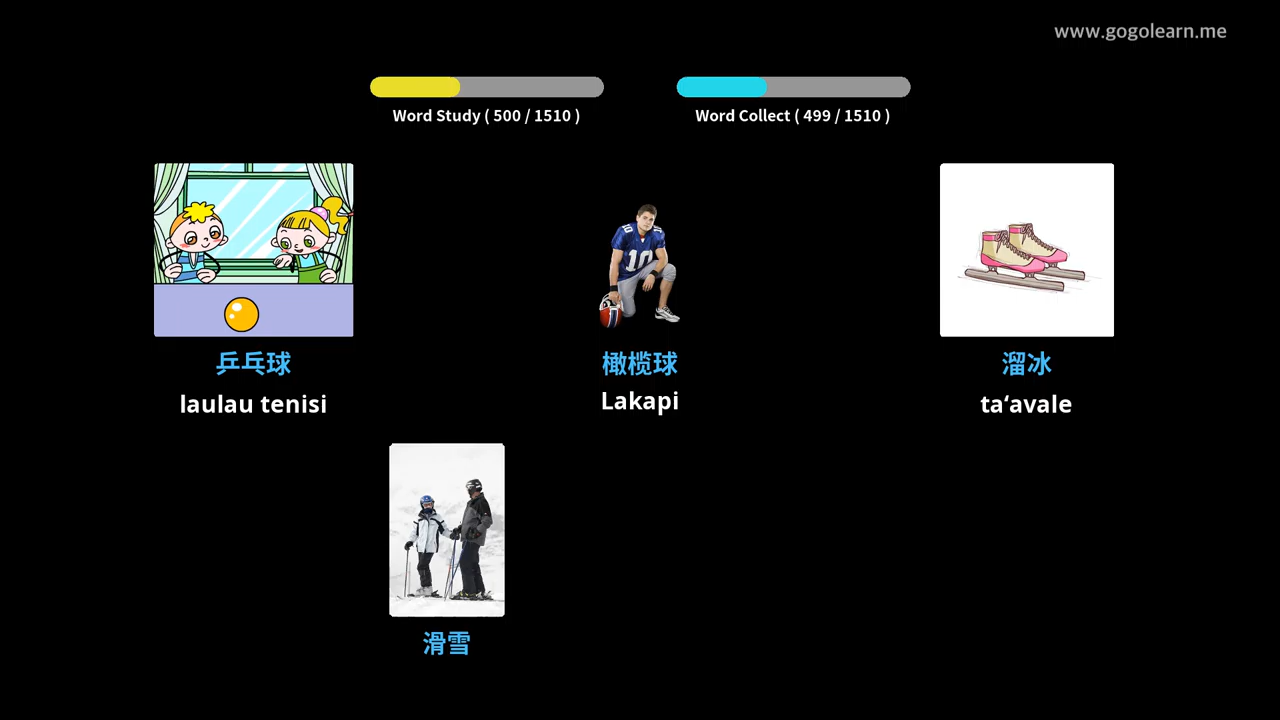 www.gogolearn.me
Word Study ( 500 / 1510 )
Word Collect ( 499 / 1510 )
乒乓球
橄榄球
溜冰
laulau tenisi
Lakapi
ta‘avale
滑雪